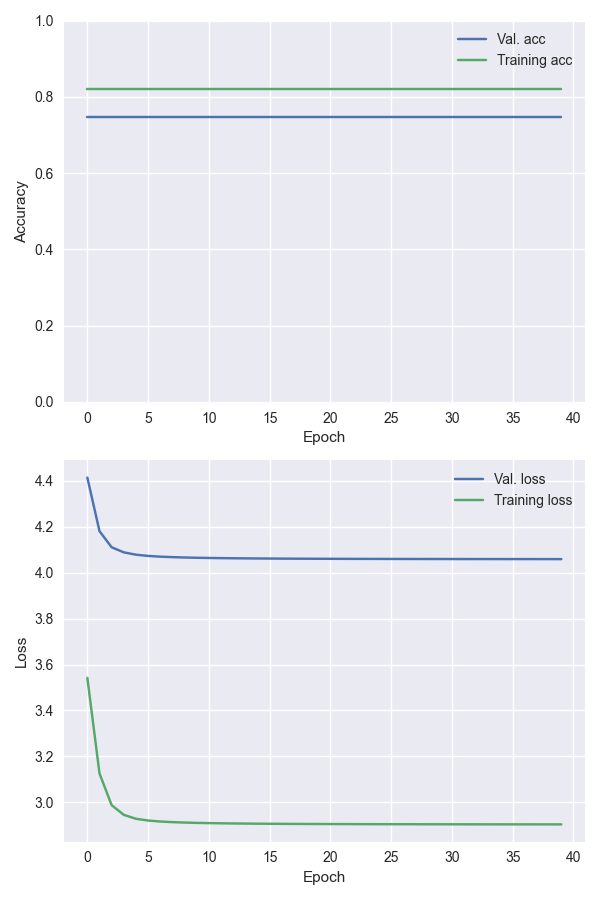 1.0
Val. acc
Training acc
0.8
0.6
Accuracy
0.4
0.2
0.0
0 5 10 15 20 25 30 35 40
Epoch
4.4
Val. loss
Training loss
4.2
4.0
3.8
Loss
3.6
3.4
3.2
3.0
0 5 10 15 20 25 30 35 40
Epoch